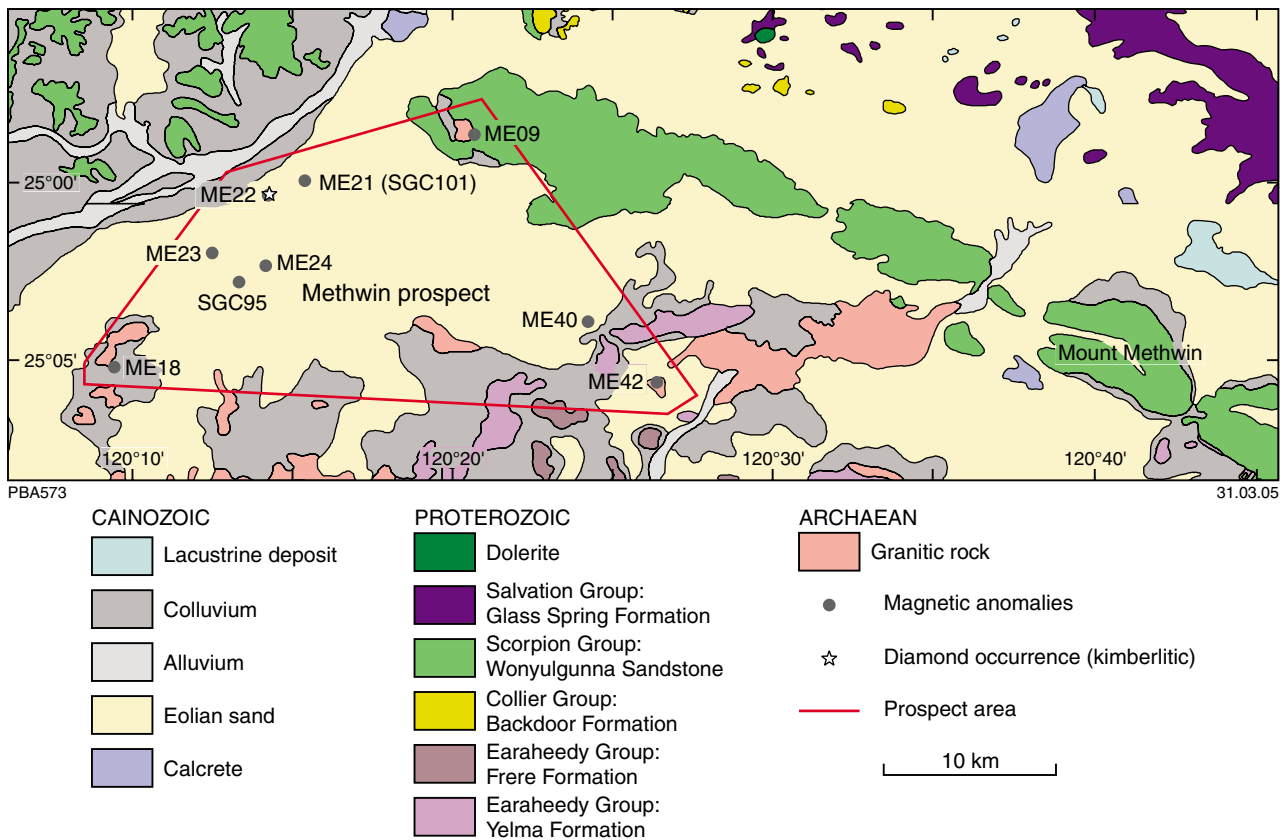 ME09
25°00'
ME21 (SGC101)
ME22
ME23
ME24
SGC95
Methwin prospect
ME40
25°05'
ME18
ME42
Mount Methwin
120°10'
120°20'
120°30'
120°40'
PBA573
31.03.05
CAINOZOIC
Lacustrine deposit
Colluvium
Alluvium
Eolian sand
Calcrete
PROTEROZOIC
Dolerite
Salvation Group:
Glass Spring Formation
Scorpion Group:
Wonyulgunna Sandstone
Collier Group:
Backdoor Formation
Earaheedy Group:
Frere Formation
Earaheedy Group:
Yelma Formation
ARCHAEAN
Granitic rock
Magnetic anomalies
Diamond occurrence (kimberlitic)
Prospect area
10 km